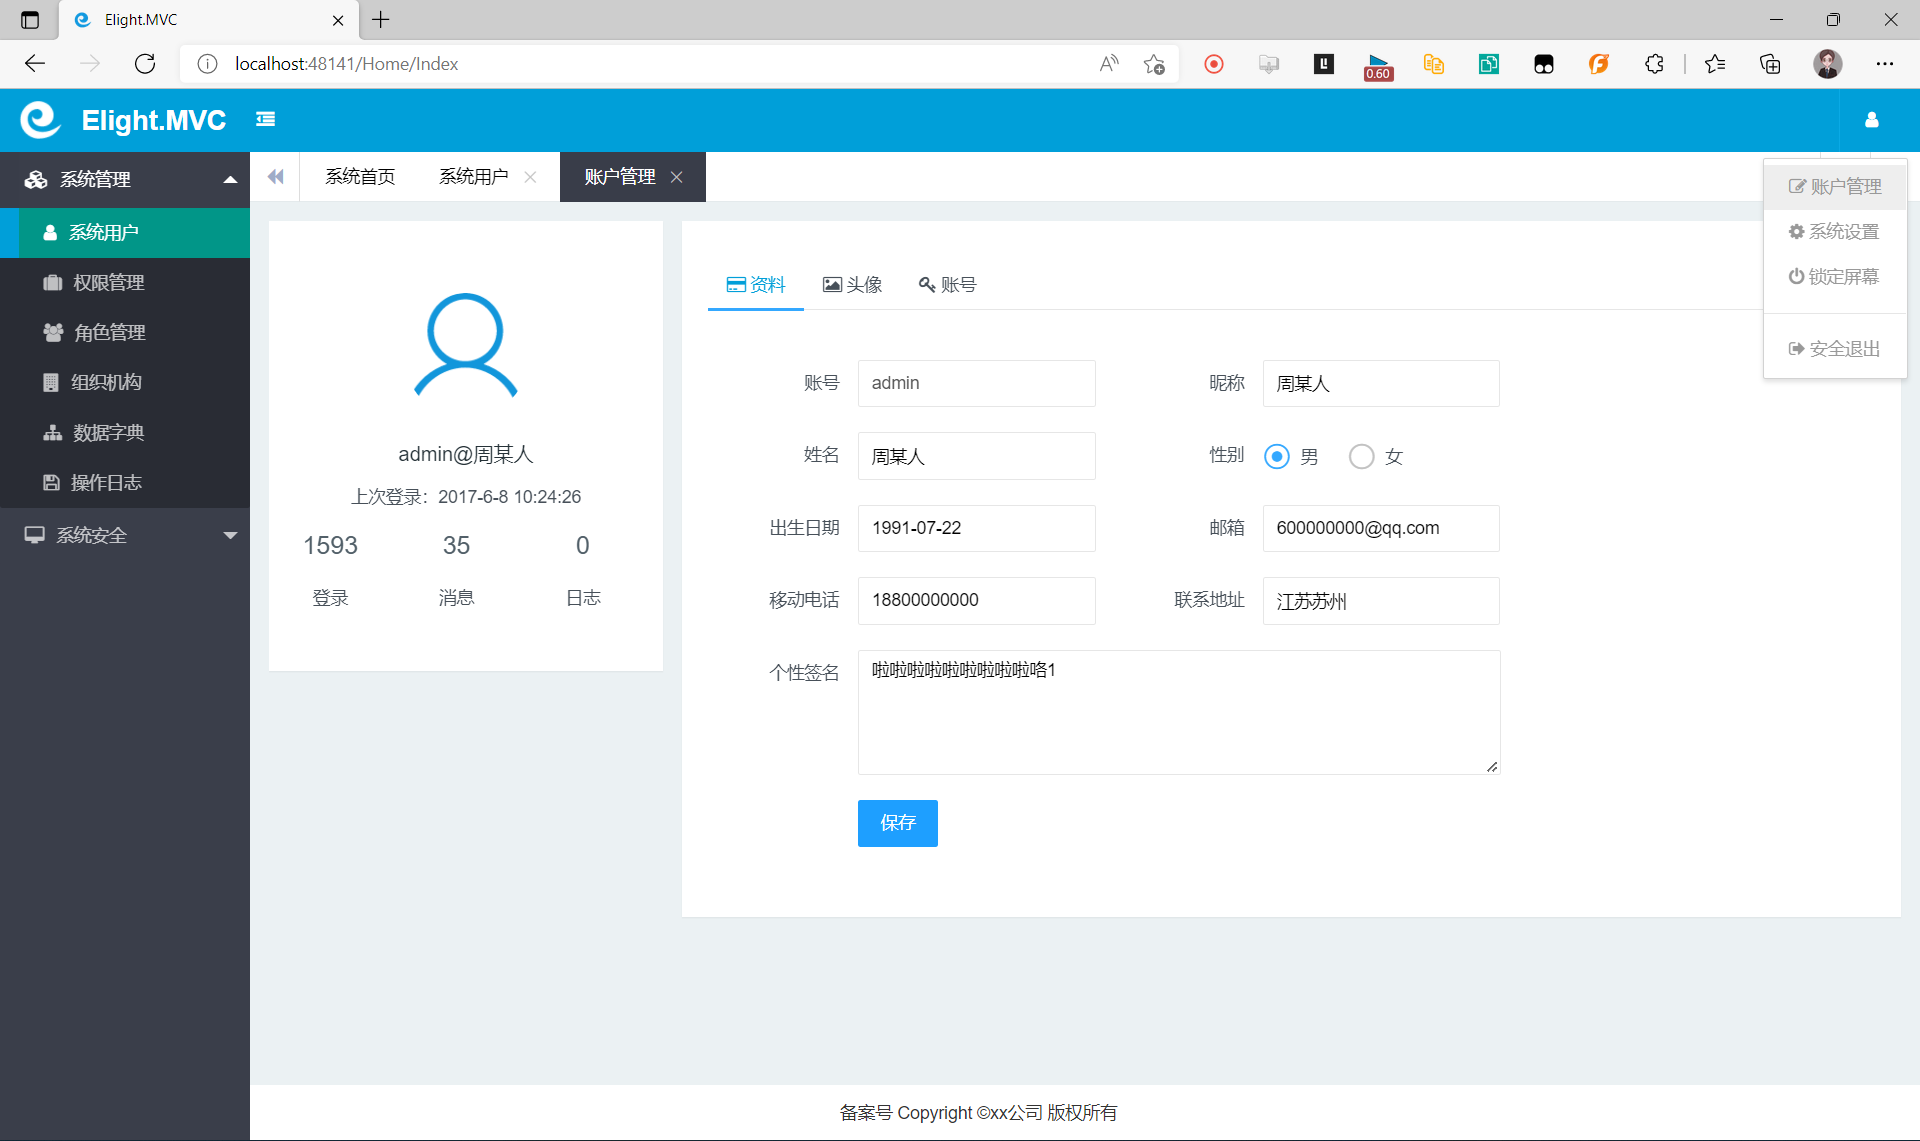 Elight.MVC
localhost:48141/Home/Index
0.60
Elight.MVC
系统管理
系统用户
权限管理
角色管理
组织机构
数据字典
操作日志
系统安全
系统首页
系统用户
账户管理
账户管理
系统设置
锁定屏幕
安全退出
admin@周某人
上次登录：2017-6-8 10:24:26
1593 35 0
登录 消息 日志
资料 头像 账号
账号 admin 昵称 周某人
姓名 周某人 性别 男 女
出生日期 1991-07-22 邮箱 600000000@qq.com
移动电话 18800000000 联系地址 江苏苏州
个性签名 啦啦啦啦啦啦啦啦啦咯1
保存
备案号 Copyright ©xx公司 版权所有